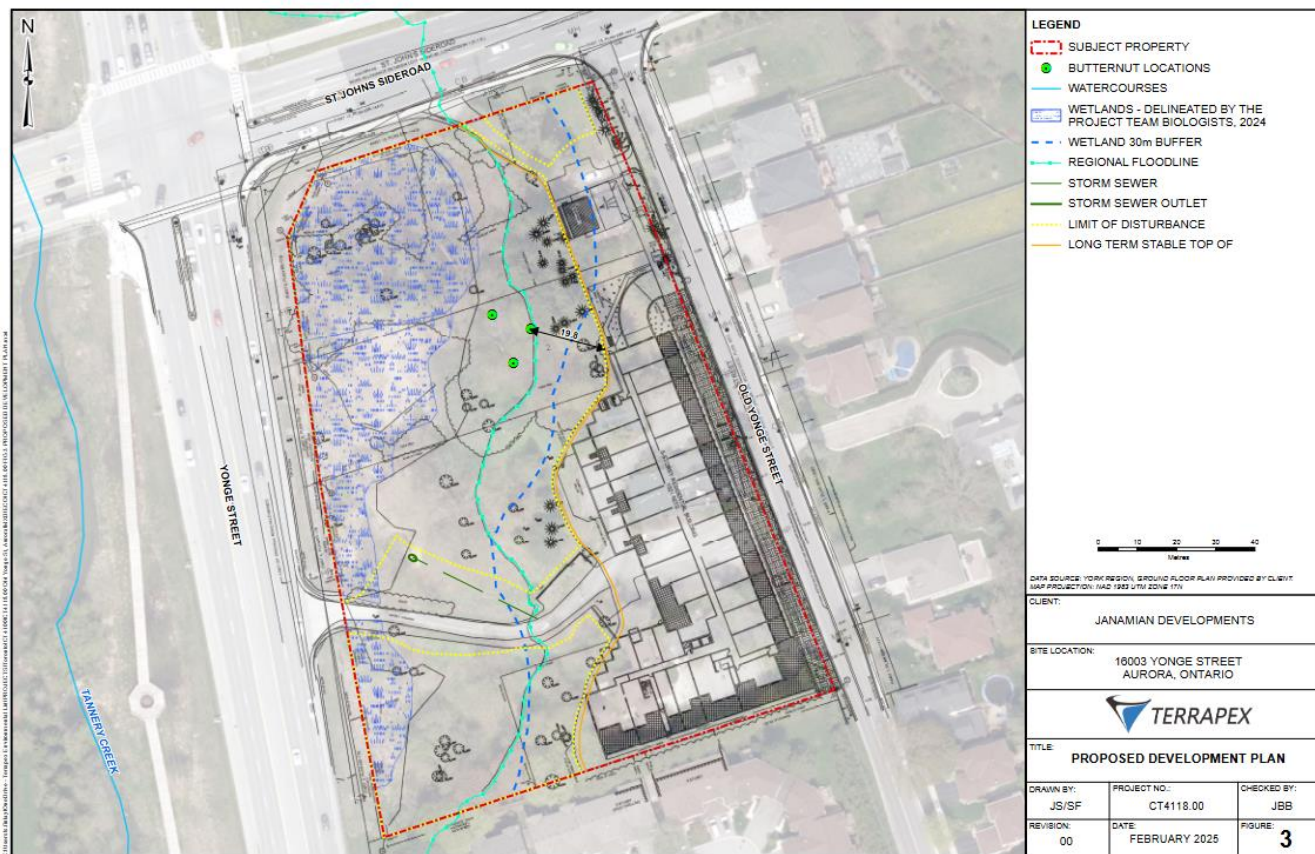 N
ST. JOHN'S SIDEROAD
ST JOHNS SIDEROAD
YONGE STREET
OLD YONGE STREET
TANNERY CREEK
19.8
LEGEND
SUBJECT PROPERTY
BUTTERNUT LOCATIONS
WATERCOURSES
WETLANDS - DELINEATED BY THE
PROJECT TEAM BIOLOGISTS, 2024
WETLAND 30m BUFFER
REGIONAL FLOODLINE
STORM SEWER
STORM SEWER OUTLET
LIMIT OF DISTURBANCE
LONG TERM STABLE TOP OF
0 10 20 30 40
Metres
DATA SOURCE: YORK REGION, GROUND FLOOR PLAN PROVIDED BY CLIENT.
MAP PROJECTION: NAD 1983 UTM ZONE 17N
CLIENT:
JANAMIAN DEVELOPMENTS
SITE LOCATION:
16003 YONGE STREET
AURORA, ONTARIO
TERRAPEX
TITLE:
PROPOSED DEVELOPMENT PLAN
DRAWN BY: PROJECT NO.: CHECKED BY:
JS/SF CT4118.00 JBB
REVISION: DATE: FIGURE:
00 FEBRUARY 2025 3